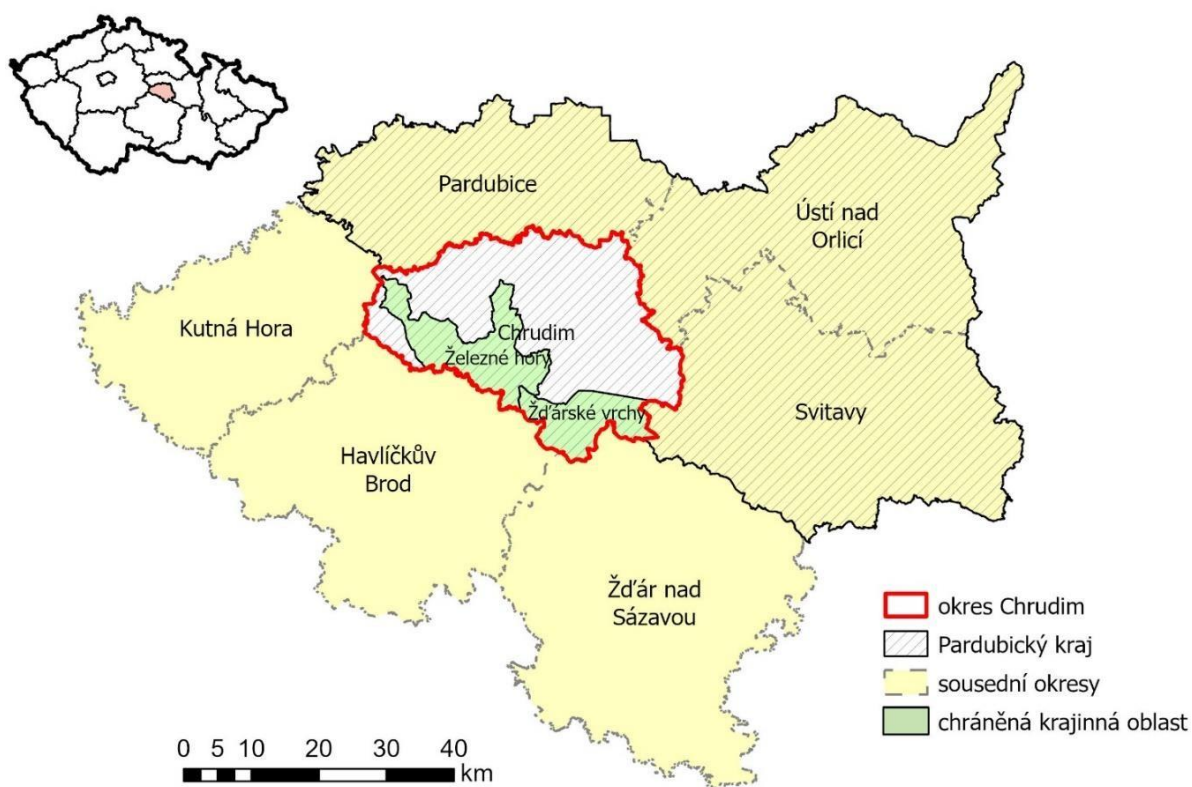 Pardubice
Ústí nad
Orlicí
Kutná Hora
Chrudim
Železné hory
Žďárské vrchy
Svitavy
Havlíčkův
Brod
Žďár nad
Sázavou
okres Chrudim
Pardubický kraj
sousední okresy
chráněná krajinná oblast
0 5 10 20 30 40
km